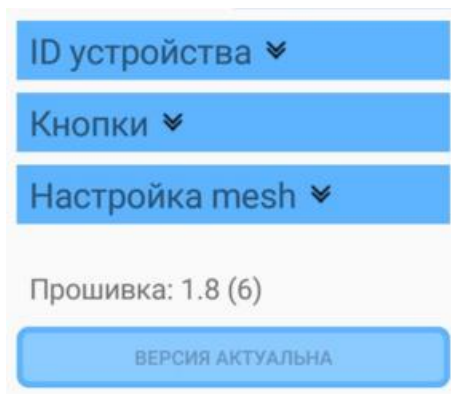 ID устройства
Кнопки
Настройка mesh
Прошивка: 1.8 (6)
ВЕРСИЯ АКТУАЛЬНА